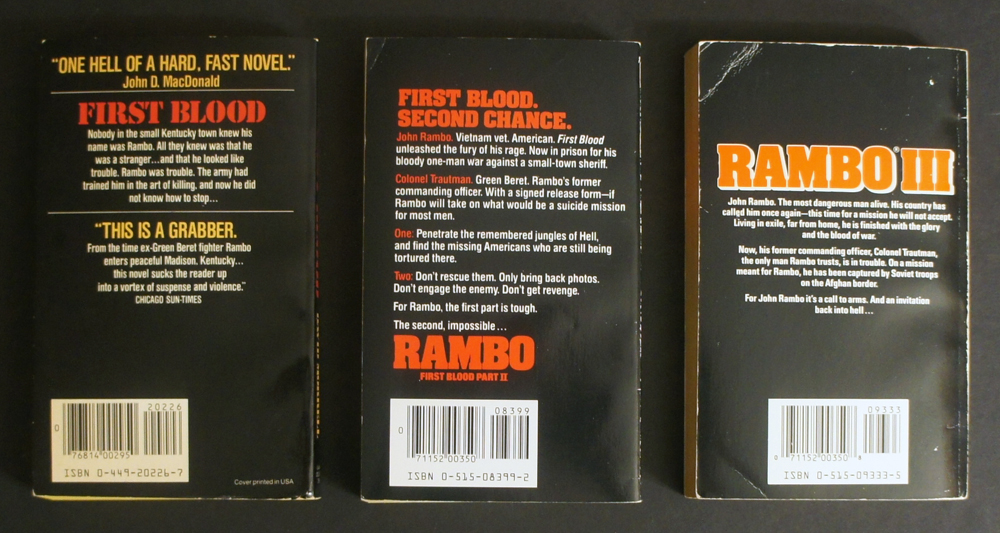 “ONE HELL OF A HARD, FAST NOVEL.”
John D. MacDonald
FIRST BLOOD
Nobody in the small Kentucky town knew his
name was Rambo. All they knew was that he
was a stranger...and that he looked like
trouble. Rambo was trouble. The army had
trained him in the art of killing, and now he did
not know how to stop...
“THIS IS A GRABBER.
From the time ex-Green Beret fighter Rambo
enters peaceful Madison, Kentucky...
this novel sucks the reader up
into a vortex of suspense and violence.”
CHICAGO SUN-TIMES
20226
0
76814 00295
ISBN 0-449-20226-7
Cover printed in USA
FIRST BLOOD.
SECOND CHANCE.
John Rambo. Vietnam vet. American. First Blood
unleashed the fury of his rage. Now in prison for his
bloody one-man war against a small-town sheriff.
Colonel Trautman. Green Beret. Rambo's former
commanding officer. With a signed release form—if
Rambo will take on what would be a suicide mission
for most men.
One: Penetrate the remembered jungles of Hell,
and find the missing Americans who are still being
tortured there.
Two: Don't rescue them. Only bring back photos.
Don't engage the enemy. Don't get revenge.
For Rambo, the first part is tough.
The second, impossible...
RAMBO
FIRST BLOOD PART II
08399
0
71152 00350
ISBN 0-515-08399-2
RAMBO® III
John Rambo. The most dangerous man alive. His country has
called him once again—this time for a mission he will not accept.
Living in exile, far from home, he is finished with the glory
and the blood of war.
Now, his former commanding officer, Colonel Trautman,
the only man Rambo trusts, is in trouble. On a mission
meant for Rambo, he has been captured by Soviet troops
on the Afghan border.
For John Rambo it's a call to arms. And an invitation
back into hell...
09333
0
71152 00350
8
ISBN 0-515-09333-5